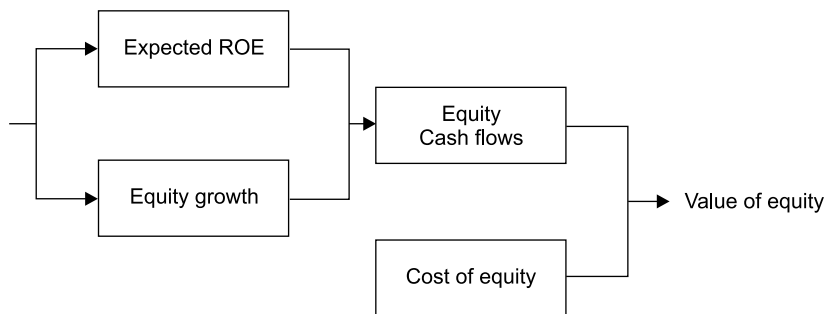 Expected ROE
Equity growth
Equity
Cash flows
Cost of equity
Value of equity